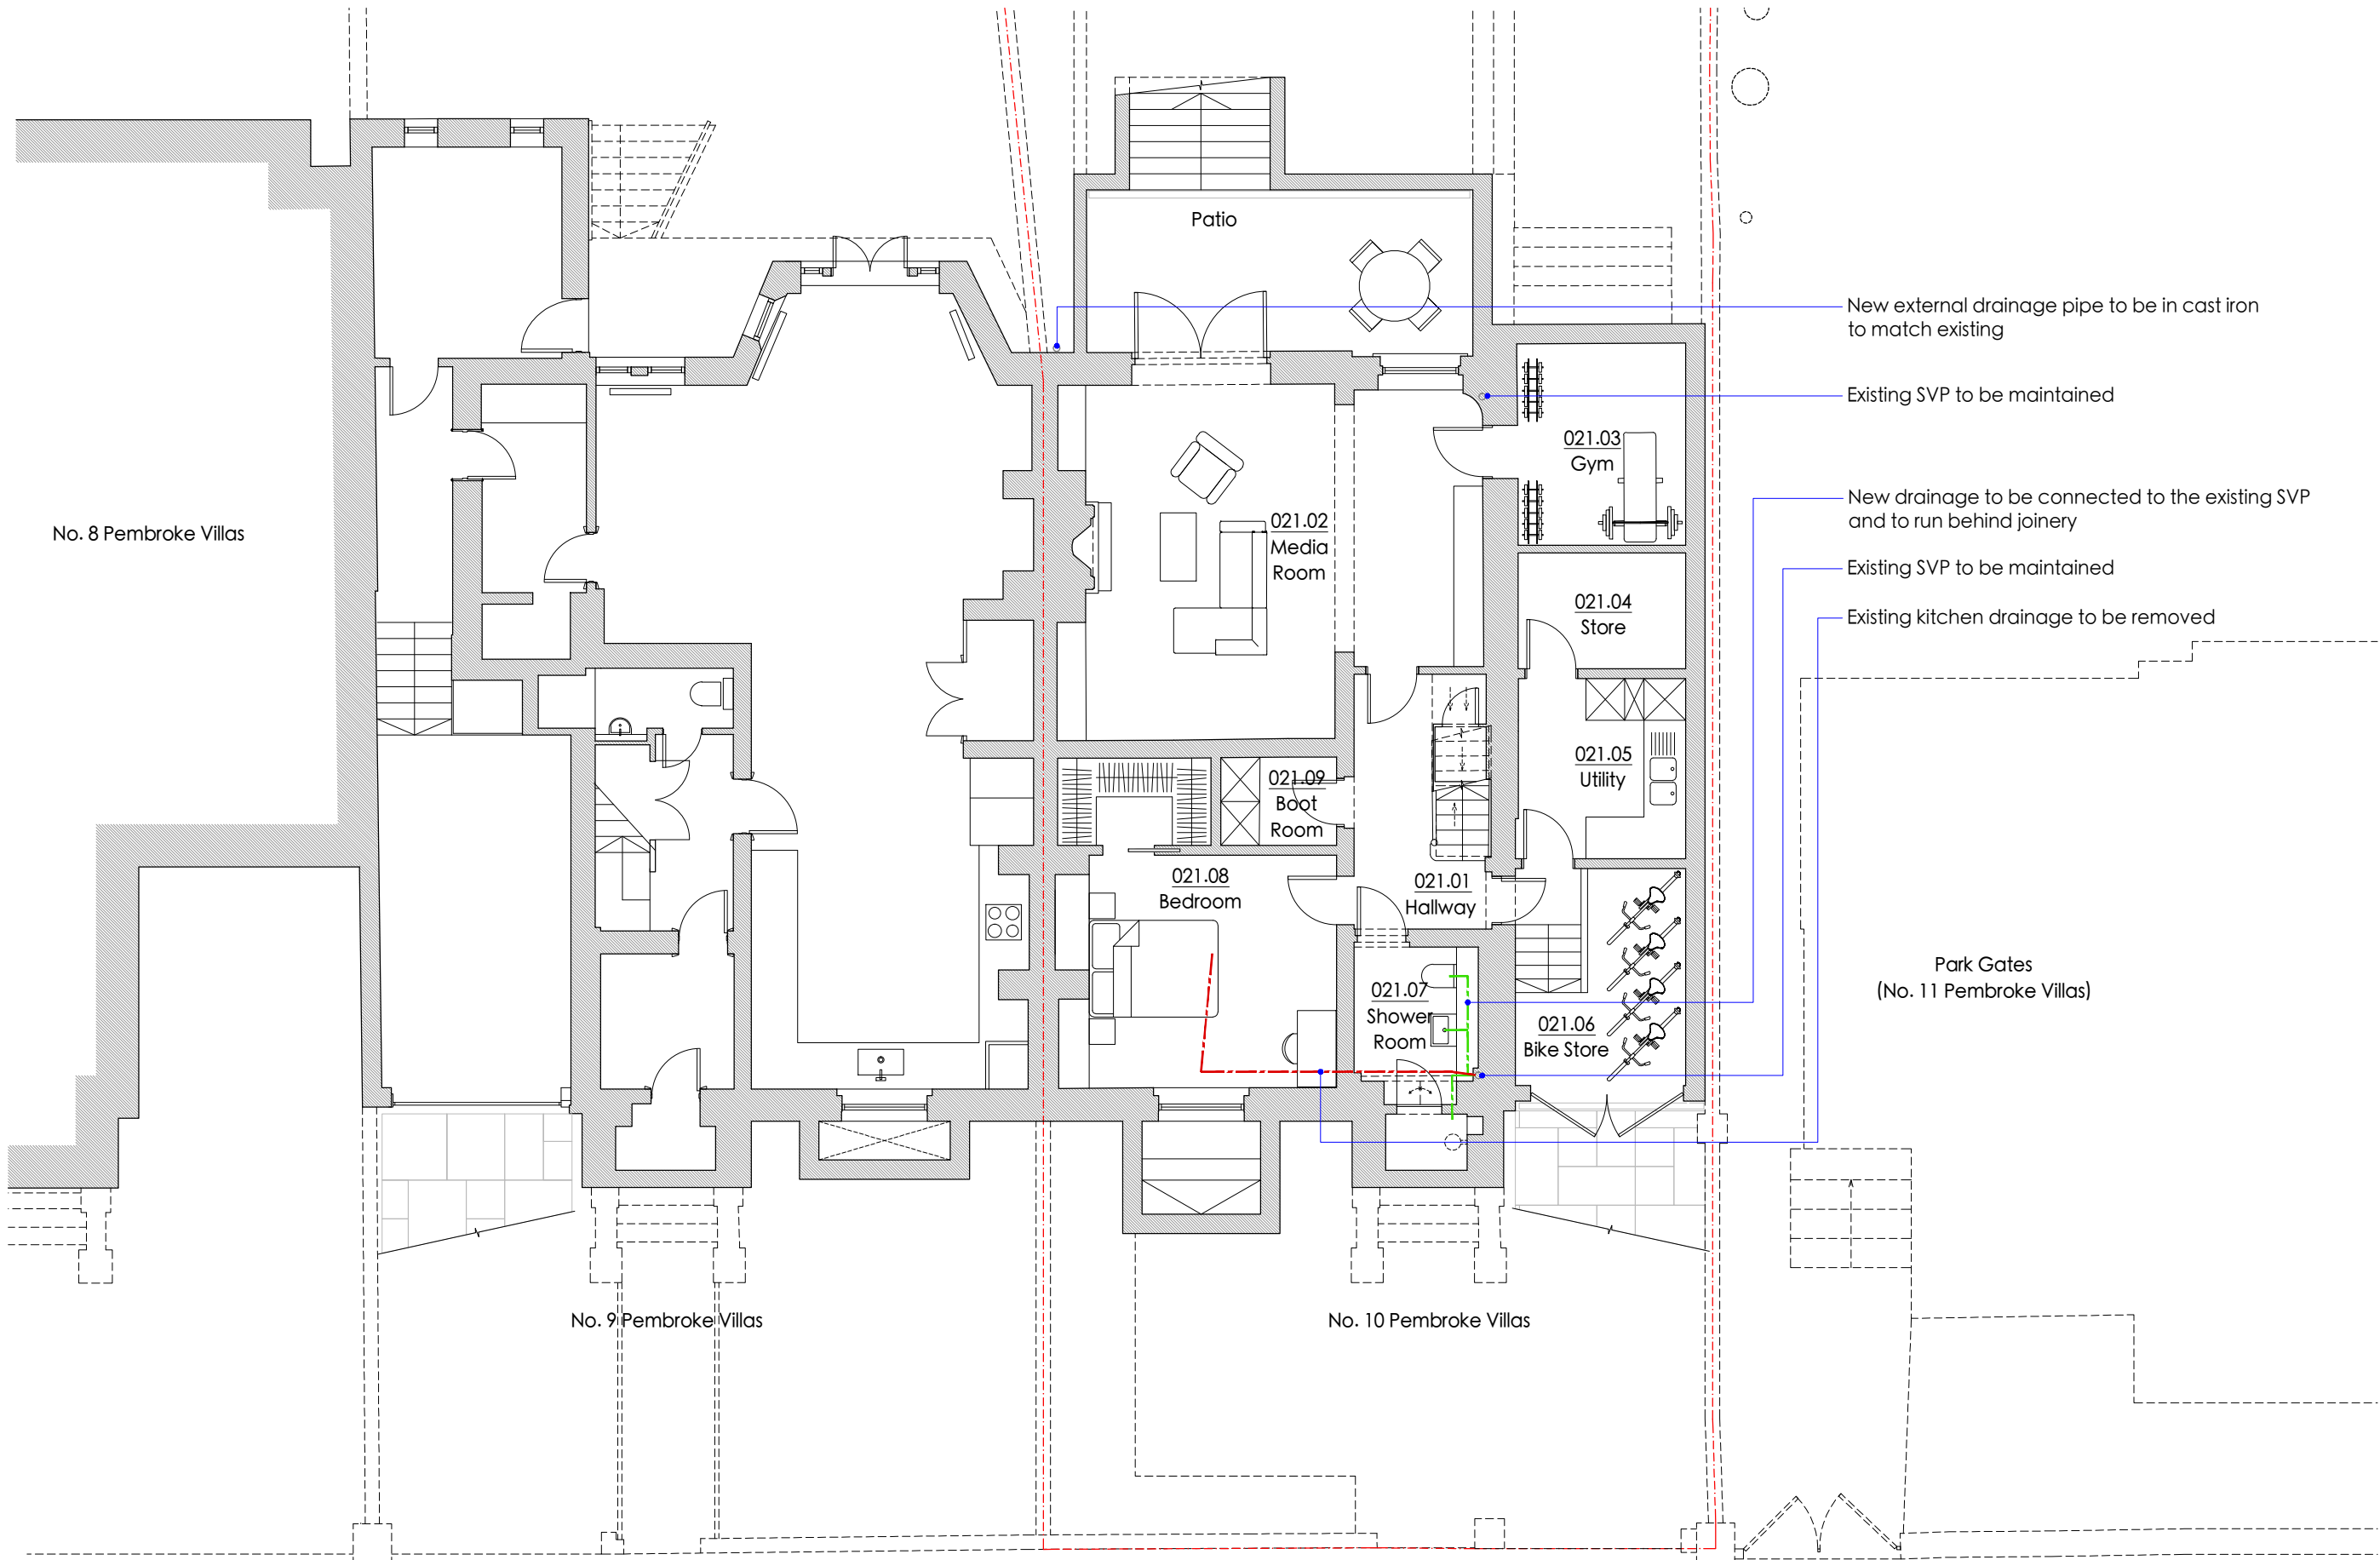 Patio
New external drainage pipe to be in cast iron
to match existing
Existing SVP to be maintained
021.03
Gym
New drainage to be connected to the existing SVP
and to run behind joinery
No. 8 Pembroke Villas
021.02
Media
Room
Existing SVP to be maintained
021.04
Store
Existing kitchen drainage to be removed
021.05
Utility
021.09
Boot
Room
021.08
Bedroom
021.01
Hallway
Park Gates
(No. 11 Pembroke Villas)
021.07
Shower
Room
021.06
Bike Store
No. 9 Pembroke Villas
No. 10 Pembroke Villas